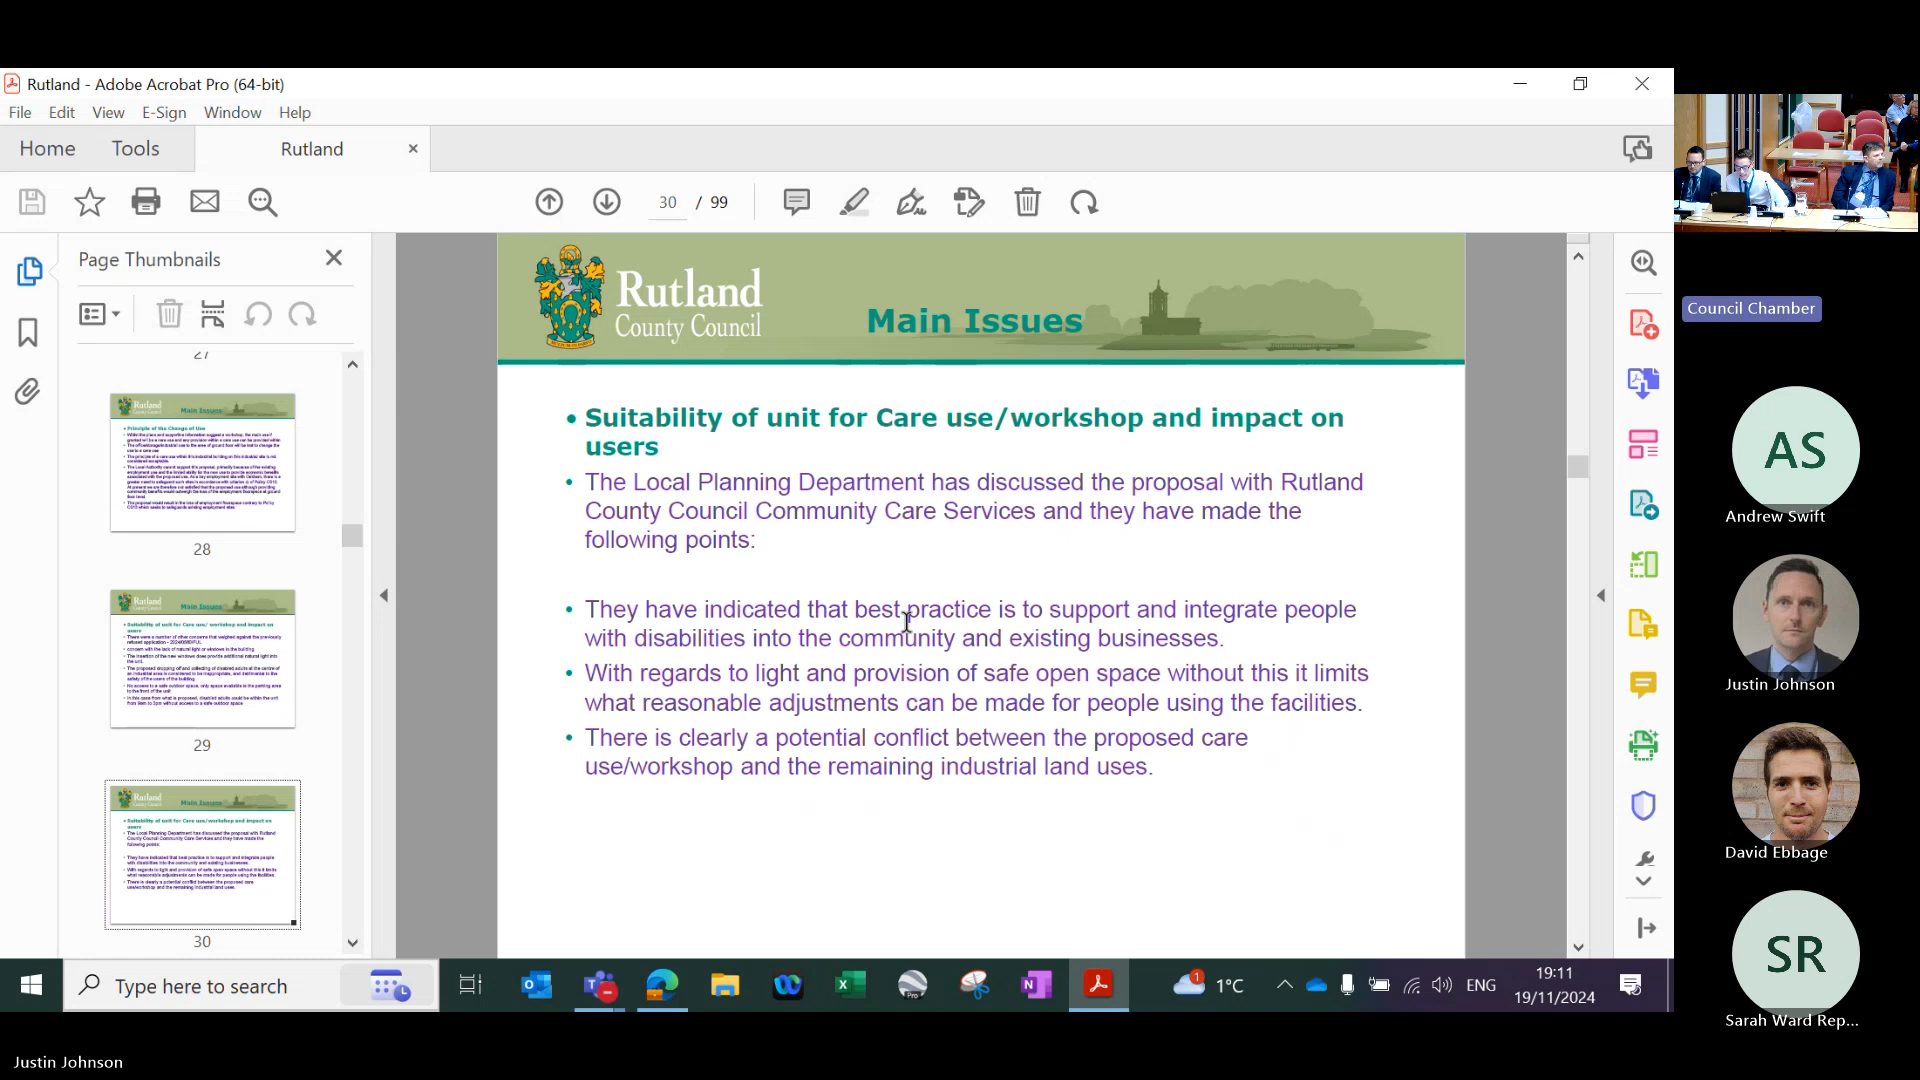 Rutland - Adobe Acrobat Pro (64-bit)
File Edit View E-Sign Window Help
Home Tools Rutland
30 / 99
Page Thumbnails
27
28
29
30
Rutland
County Council
Main Issues
• Suitability of unit for Care use/workshop and impact on
users
• The Local Planning Department has discussed the proposal with Rutland
County Council Community Care Services and they have made the
following points:
• They have indicated that best practice is to support and integrate people
with disabilities into the community and existing businesses.
• With regards to light and provision of safe open space without this it limits
what reasonable adjustments can be made for people using the facilities.
• There is clearly a potential conflict between the proposed care
use/workshop and the remaining industrial land uses.
Council Chamber
AS
Andrew Swift
Justin Johnson
David Ebbage
SR
Sarah Ward Rep...
Type here to search
1
1°C
ENG
19:11
19/11/2024
Justin Johnson